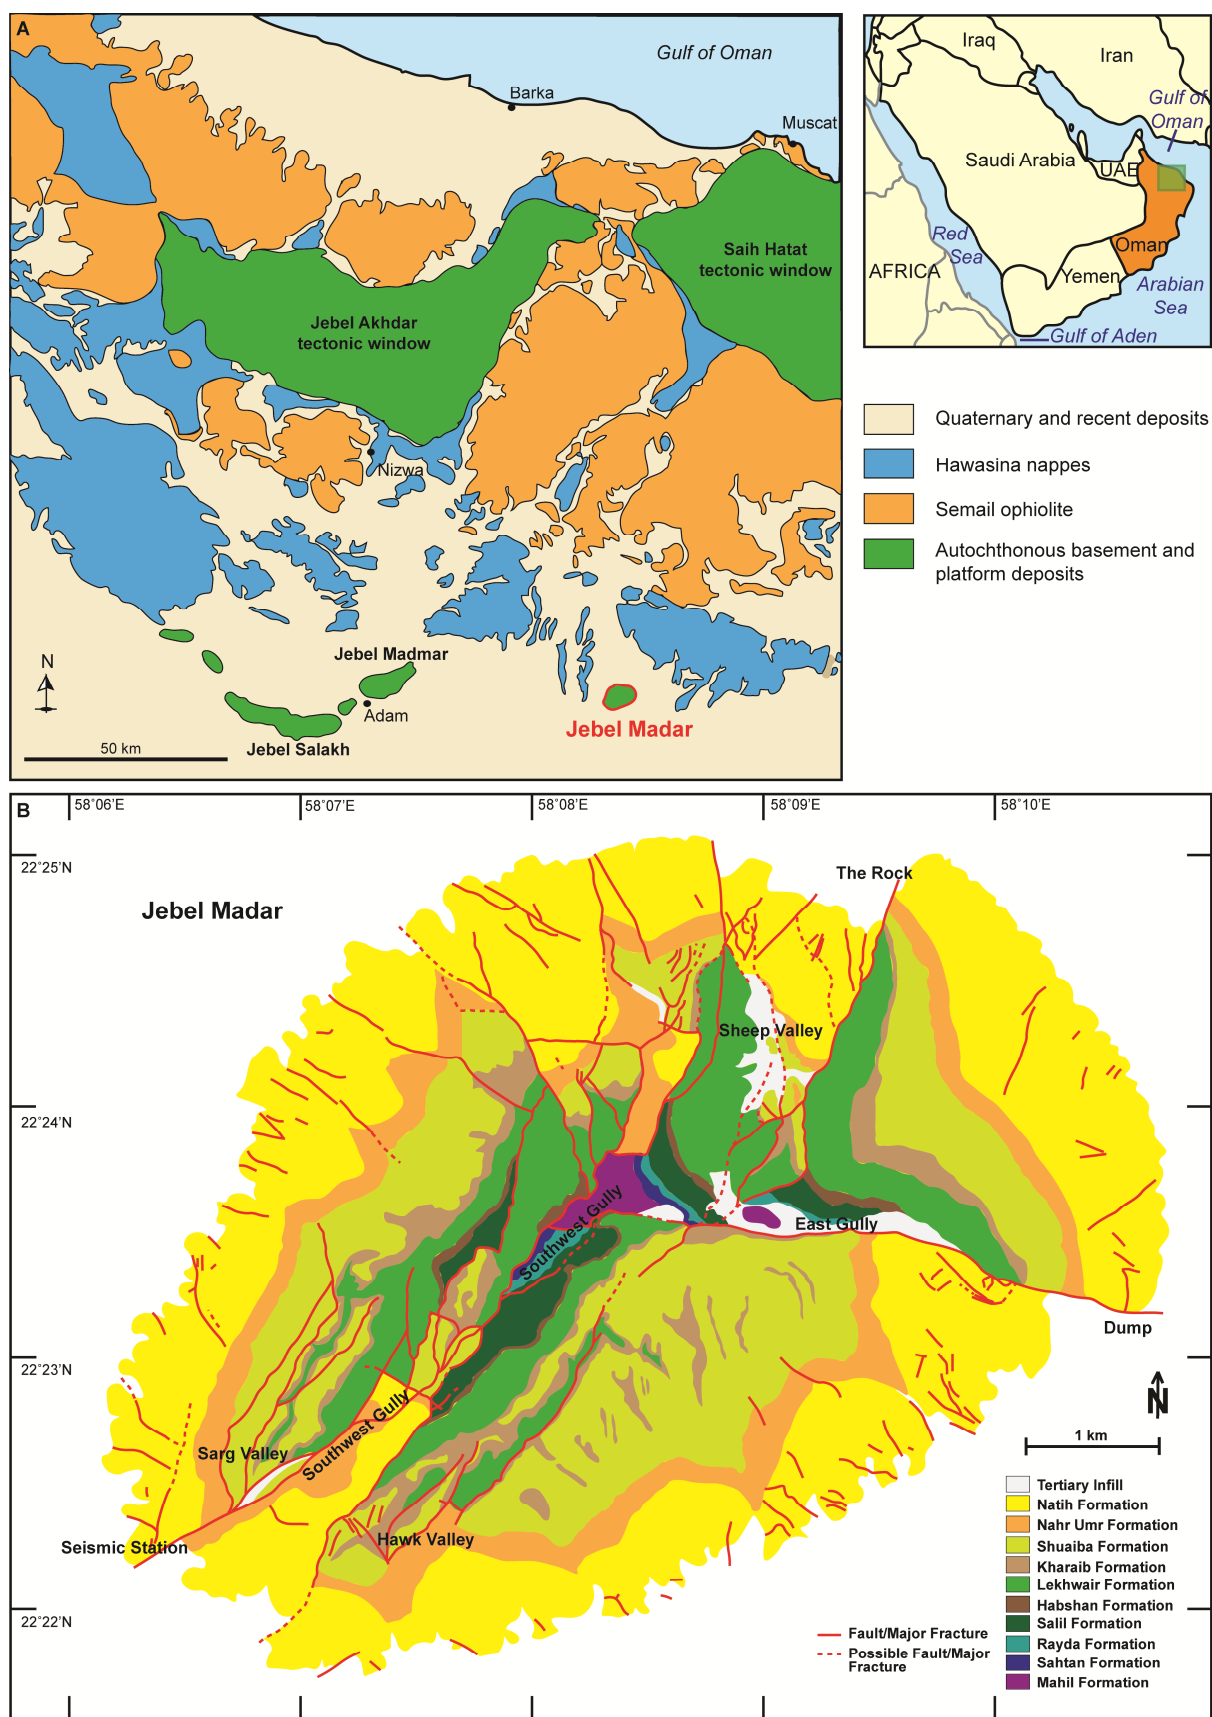 A
Gulf of Oman
Barka
Muscat
Saih Hatat
tectonic window
Jebel Akhdar
tectonic window
Nizwa
Jebel Madmar
N
Adam
Jebel Madar
50 km
Jebel Salakh
Iraq
Iran
Gulf of
Oman
Saudi Arabia
UAE
Red
Sea
Oman
AFRICA
Yemen
Arabian
Sea
Gulf of Aden
Quaternary and recent deposits
Hawasina nappes
Semail ophiolite
Autochthonous basement and
platform deposits
B
58°06'E
58°07'E
58°08'E
58°09'E
58°10'E
22°25'N
22°24'N
22°23'N
22°22'N
Jebel Madar
The Rock
Sheep Valley
Southwest Gully
East Gully
Dump
Southwest Gully
Sarg Valley
Hawk Valley
Seismic Station
N
1 km
Tertiary Infill
Natih Formation
Nahr Umr Formation
Shuaiba Formation
Kharaib Formation
Lekhwair Formation
Habshan Formation
Salil Formation
Rayda Formation
Sahtan Formation
Mahil Formation
Fault/Major Fracture
Possible Fault/Major
Fracture